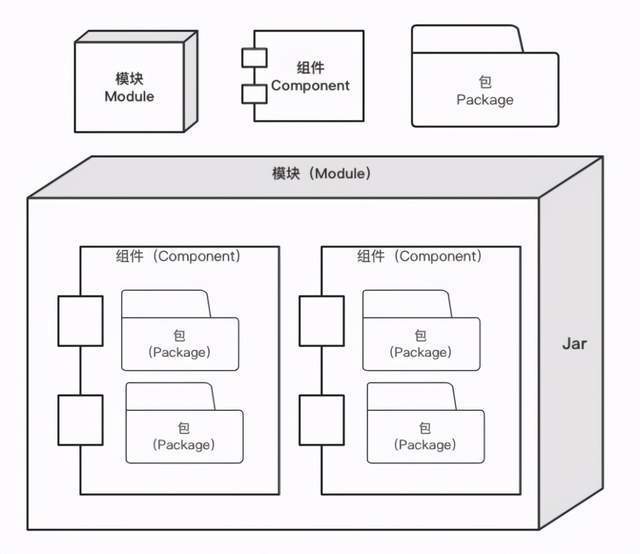 模块
Module
组件
Component
包
Package
模块（Module）
组件（Component）
包
(Package)
包
(Package)
组件（Component）
包
(Package)
包
(Package)
Jar